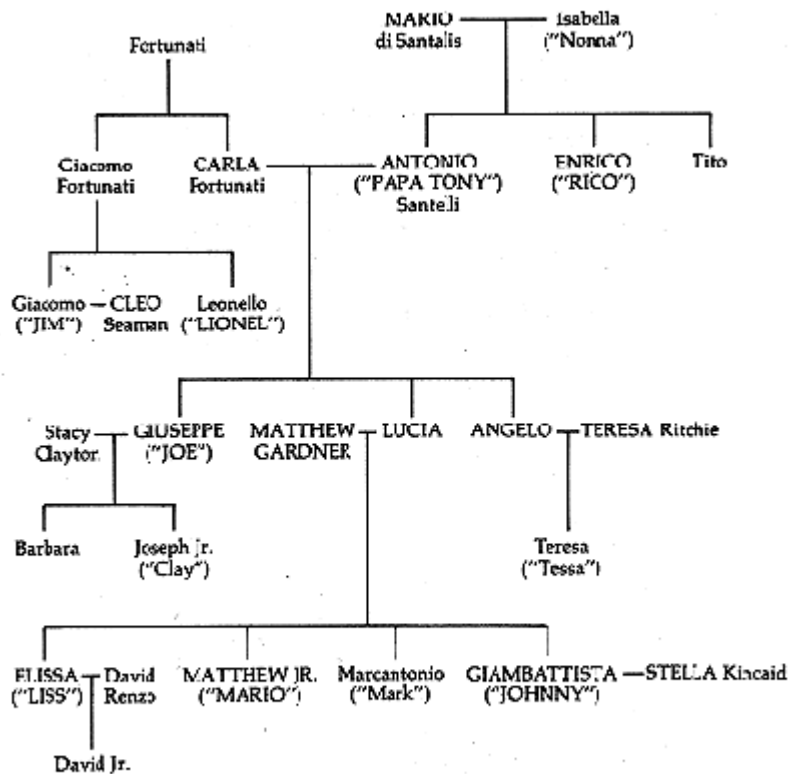 MARIO
di Santalis
Isabella
("Nonna")
Fortunati
Giacomo
Fortunati
CARLA
Fortunati
ANTONIO
("PAPA TONY")
Santelli
ENRICO
("RICO")
Tito
Giacomo
("JIM")
CLEO
Seaman
Leonello
("LIONEL")
Stacy
Clayton
GIUSEPPE
("JOE")
MATTHEW
GARDNER
LUCIA
ANGELO
TERESA Ritchie
Barbara
Joseph Jr.
("Clay")
Teresa
("Tessa")
ELISSA
("LISS")
David
Renzo
MATTHEW JR.
("MARIO")
Marcantonio
("Mark")
GIAMBATTISTA
("JOHNNY")
STELLA Kincaid
David Jr.